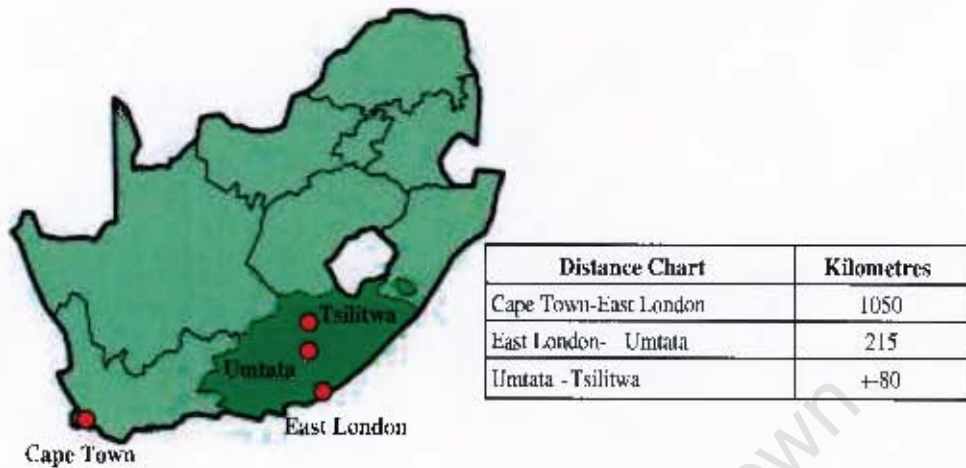 Tsilitwa
Umtata
East London
Cape Town
Distance Chart Kilometres
Cape Town-East London 1050
East London- Umtata 215
Umtata -Tsilitwa +-80
own